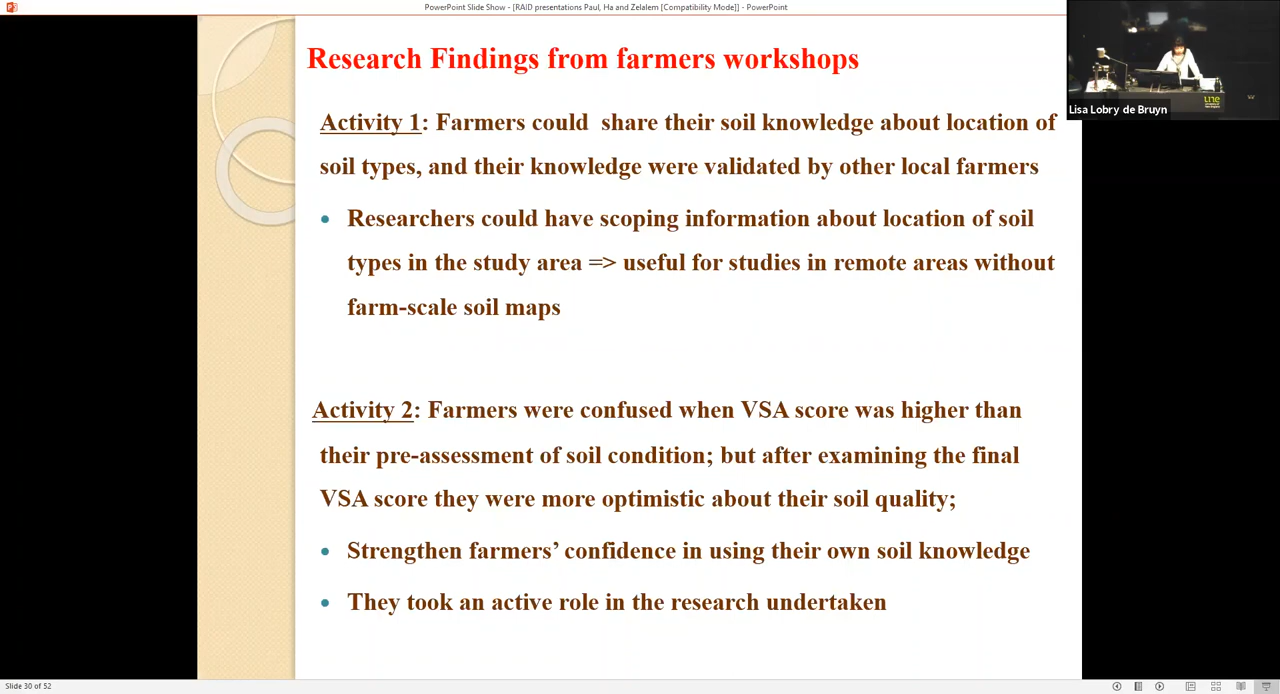 PowerPoint Slide Show - [RAID presentations Paul, Ha and Zelalem [Compatibility Mode]] - PowerPoint
Lisa Lobry de Bruyn
une
Research Findings from farmers workshops
Activity 1: Farmers could share their soil knowledge about location of
soil types, and their knowledge were validated by other local farmers
• Researchers could have scoping information about location of soil
types in the study area => useful for studies in remote areas without
farm-scale soil maps
Activity 2: Farmers were confused when VSA score was higher than
their pre-assessment of soil condition; but after examining the final
VSA score they were more optimistic about their soil quality;
• Strengthen farmers’ confidence in using their own soil knowledge
• They took an active role in the research undertaken
Slide 30 of 52